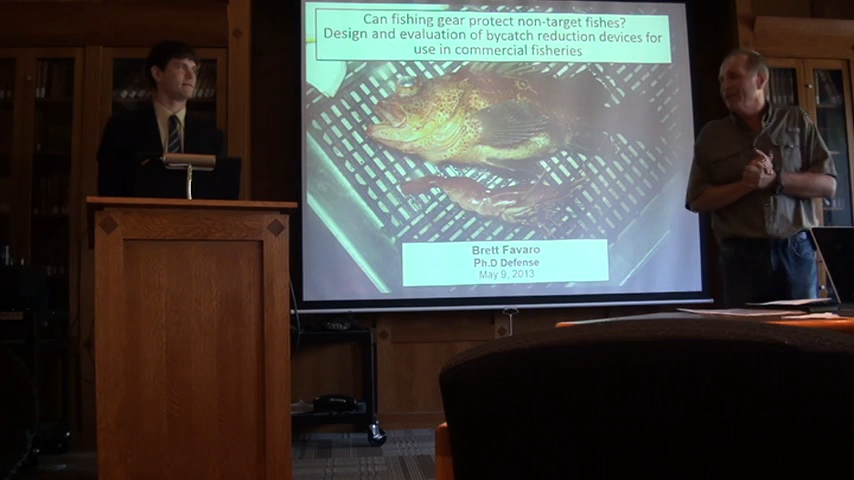 Can fishing gear protect non-target fishes?
Design and evaluation of bycatch reduction devices for
use in commercial fisheries
Brett Favaro
Ph.D Defense
May 9, 2013